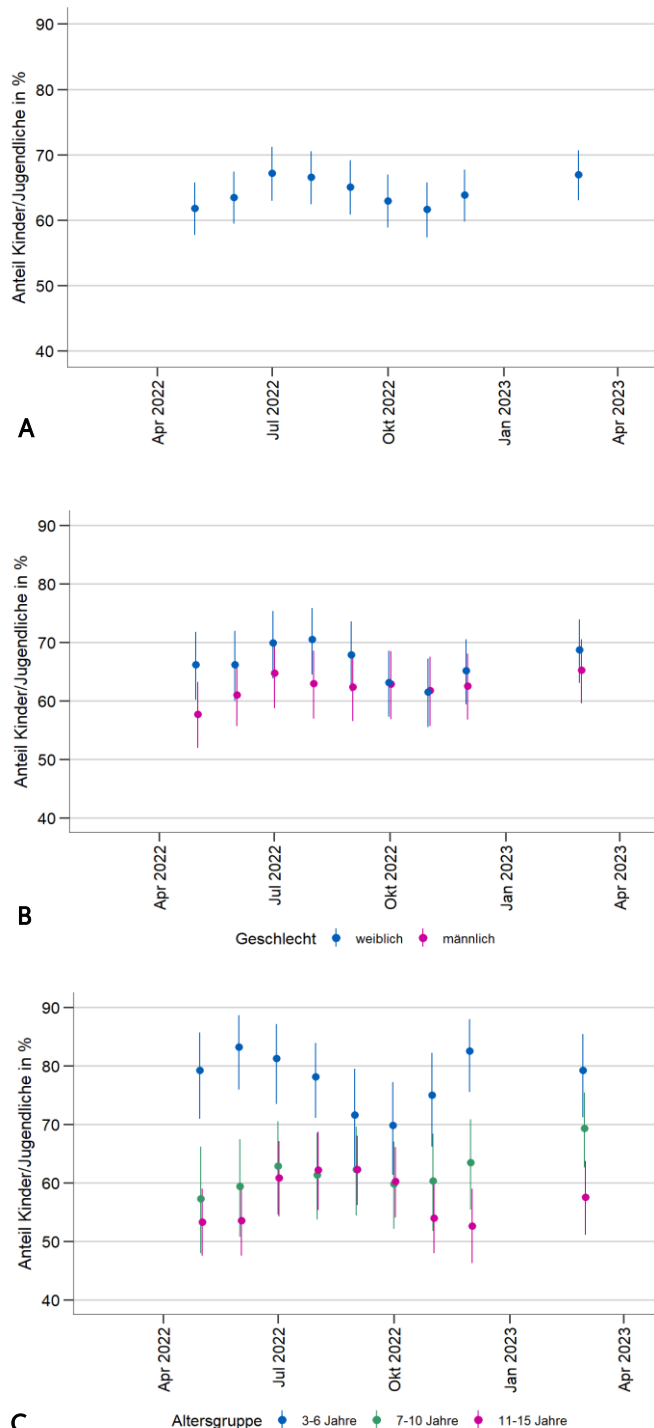 Anteil Kinder/Jugendliche in %
90
80
70
60
50
40
Apr 2022
Jul 2022
Okt 2022
Jan 2023
Apr 2023
A
Anteil Kinder/Jugendliche in %
90
80
70
60
50
40
Apr 2022
Jul 2022
Okt 2022
Jan 2023
Apr 2023
B
Geschlecht weiblich männlich
Anteil Kinder/Jugendliche in %
90
80
70
60
50
40
Apr 2022
Jul 2022
Okt 2022
Jan 2023
Apr 2023
C
Altersgruppe 3-6 Jahre 7-10 Jahre 11-15 Jahre